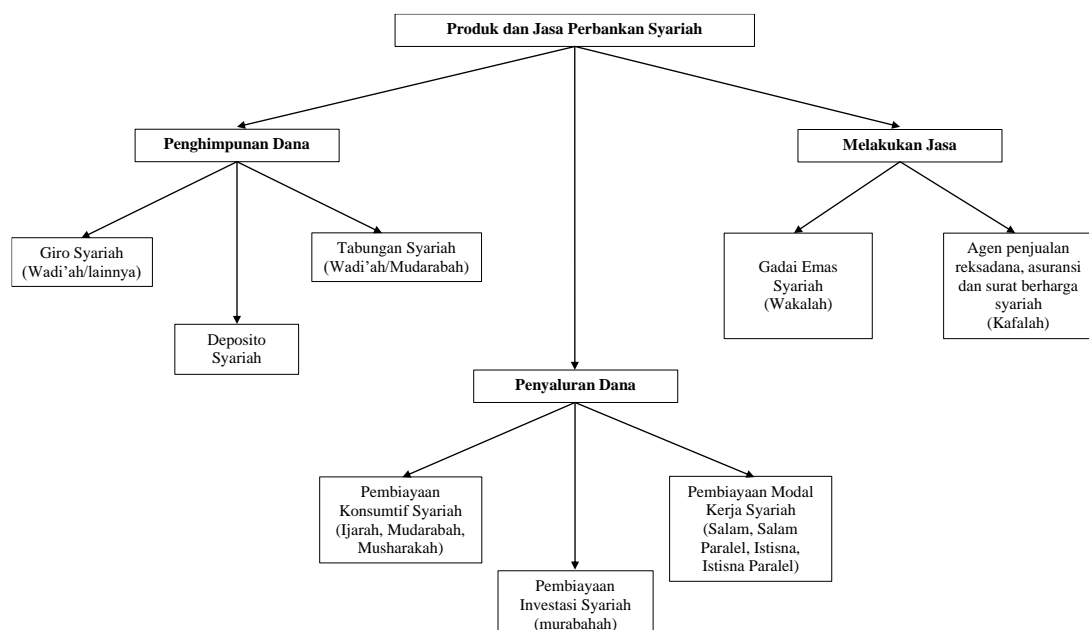 Produk dan Jasa Perbankan Syariah
Penghimpunan Dana
Melakukan Jasa
Giro Syariah
(Wadi’ah/lainnya)
Tabungan Syariah
(Wadi’ah/Mudarabah)
Deposito
Syariah
Gadai Emas
Syariah
(Wakalah)
Agen penjualan
reksadana, asuransi
dan surat berharga
syariah
(Kafalah)
Penyaluran Dana
Pembiayaan
Konsumtif Syariah
(Ijarah, Mudarabah,
Musharakah)
Pembiayaan
Investasi Syariah
(murabahah)
Pembiayaan Modal
Kerja Syariah
(Salam, Salam
Paralel, Istisna,
Istisna Paralel)